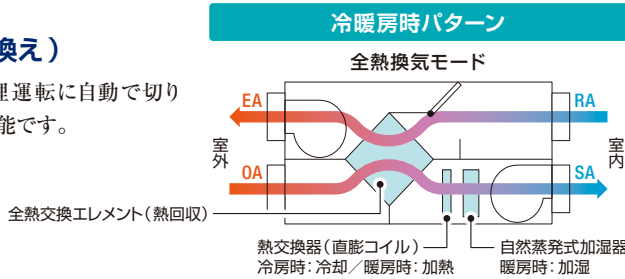 冷暖房時パターン
換え）
理運転に自動で切り
能です。
全熱換気モード
EA
RA
室外
室内
OA
SA
全熱交換エレメント（熱回収）
熱交換器（直膨コイル）
冷房時：冷却／暖房時：加熱
自然蒸発式加湿器
暖房時：加湿